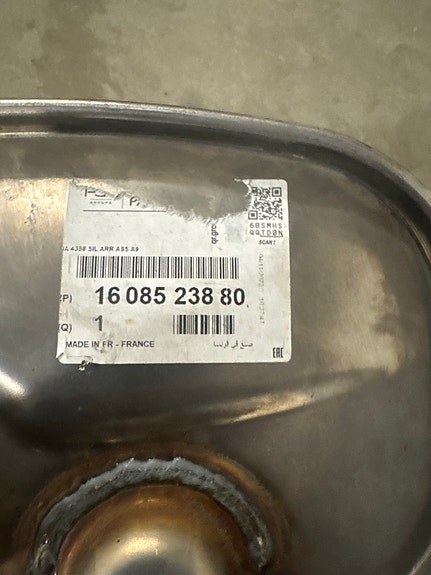 6BSMHS
QQTD0N
SCAN !
4358 SIL ARR ASS A9
(P) 16 085 238 80
(Q) 1
MADE IN FR - FRANCE صنع في فرنسا
EAC